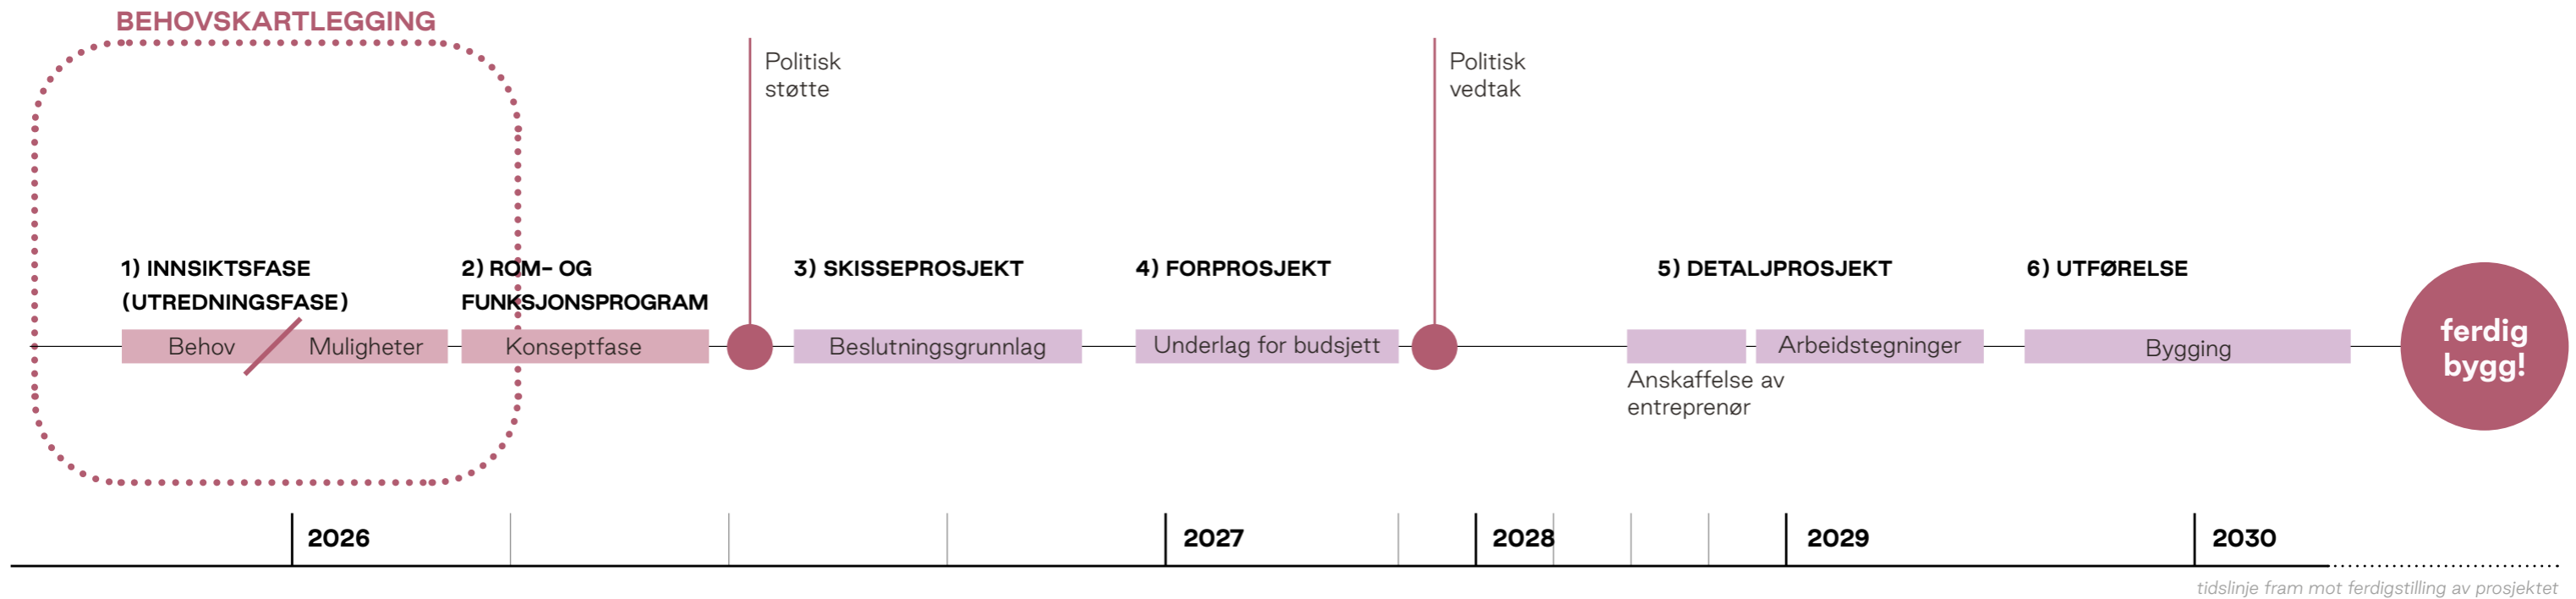 BEHOVSKARTLEGGING
Politisk
støtte
Politisk
vedtak
1) INNSIKTSFASE
(UTREDNINGSFASE)
2) ROM- OG
FUNKSJONSPROGRAM
3) SKISSEPROSJEKT
4) FORPROSJEKT
5) DETALJPROSJEKT
6) UTFØRELSE
Behov
Muligheter
Konseptfase
Beslutningsgrunnlag
Underlag for budsjett
Anskaffelse av
entreprenør
Arbeidstegninger
Bygging
ferdig
bygg!
2026
2027
2028
2029
2030
tidslinje fram mot ferdigstilling av prosjektet